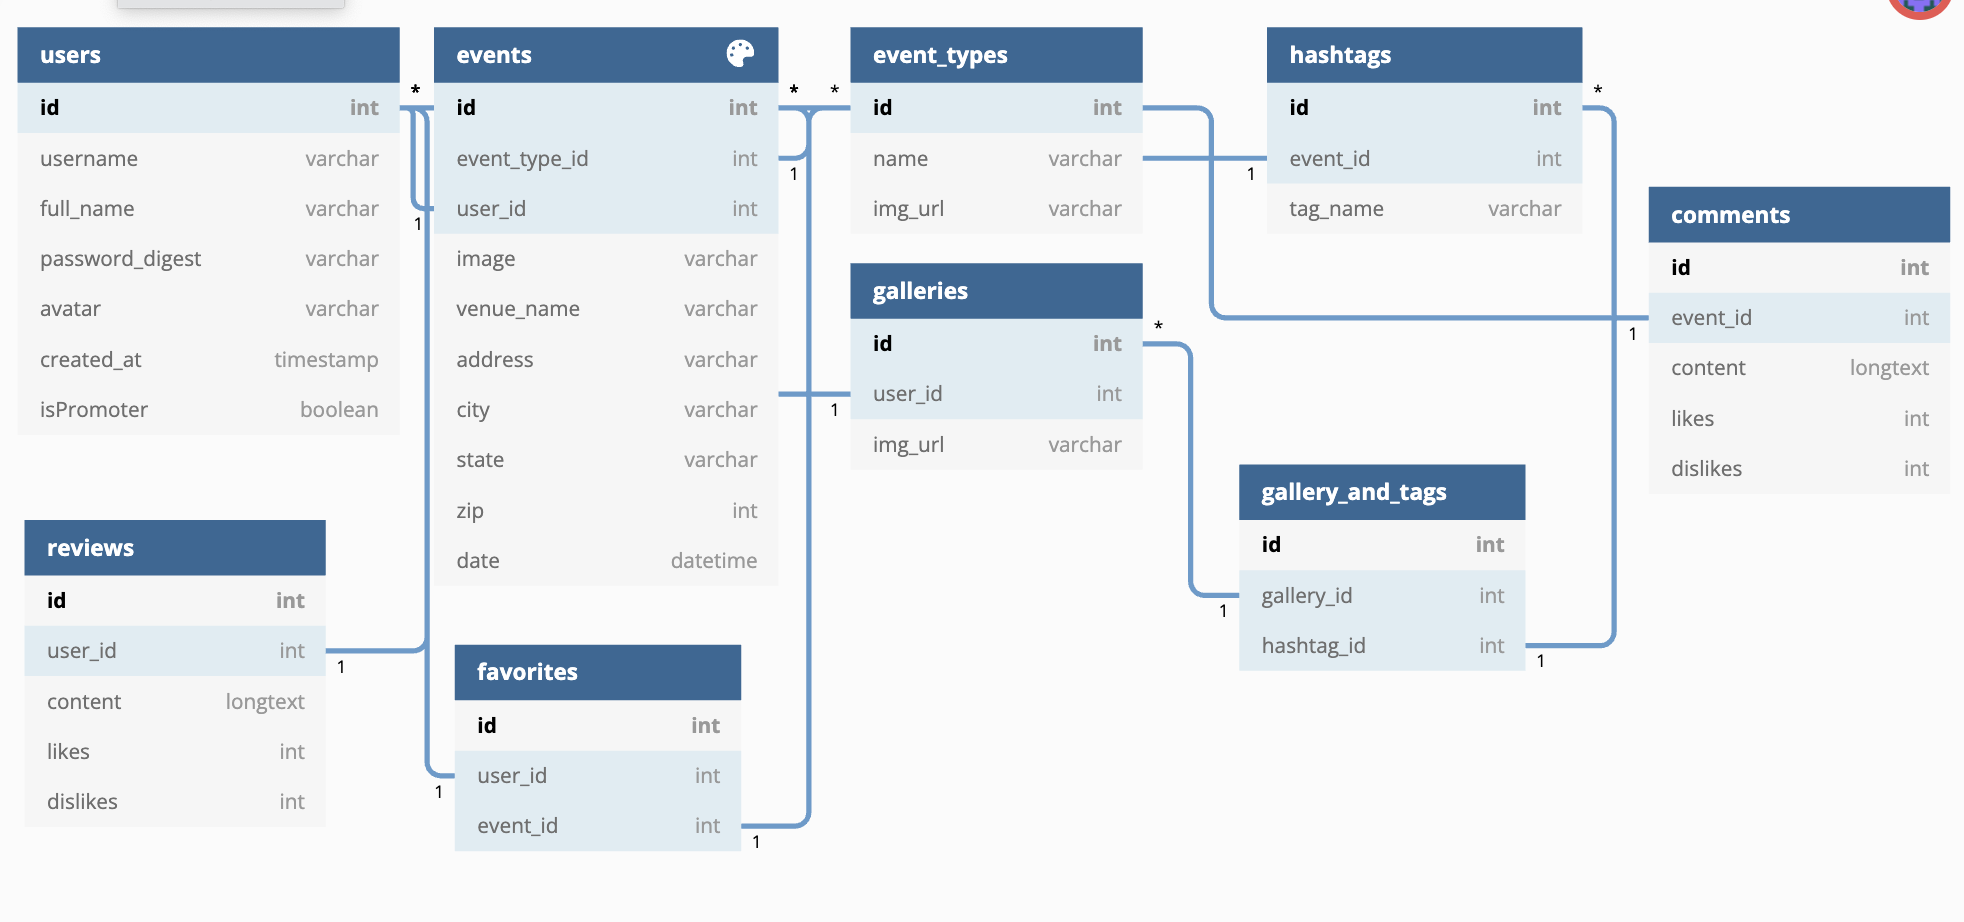 users
id int
username varchar
full_name varchar
password_digest varchar
avatar varchar
created_at timestamp
isPromoter boolean
* 1
events
id int
event_type_id int
user_id int
image varchar
venue_name varchar
address varchar
city varchar
state varchar
zip int
date datetime
* *
1
1
event_types
id int
name varchar
img_url varchar
1
hashtags
id int
event_id int
tag_name varchar
*
galleries
id int
user_id int
img_url varchar
*
comments
id int
event_id int
content longtext
likes int
dislikes int
1
gallery_and_tags
id int
gallery_id int
hashtag_id int
1
1
reviews
id int
user_id int
content longtext
likes int
dislikes int
1
favorites
id int
user_id int
event_id int
1
1